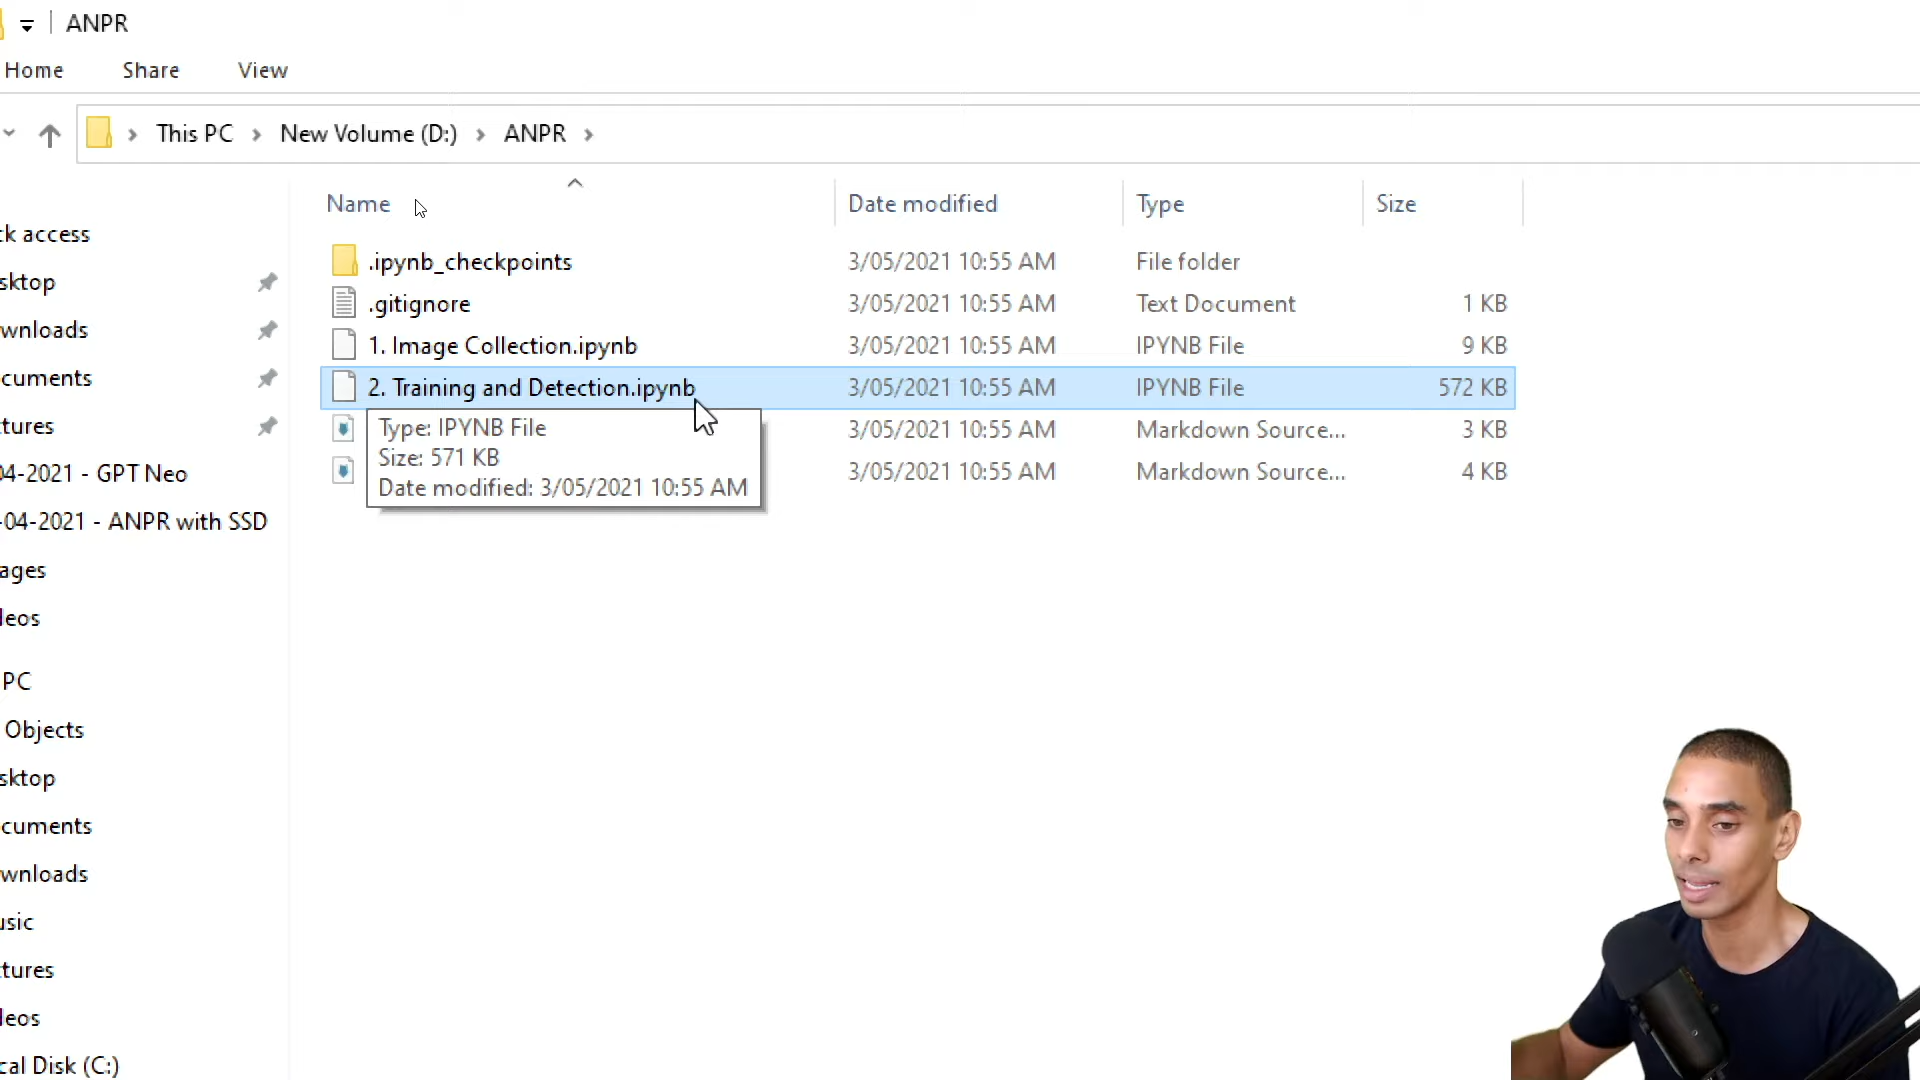 ANPR
Home Share View
This PC New Volume (D:) ANPR
Name Date modified Type Size
.ipynb_checkpoints 3/05/2021 10:55 AM File folder
.gitignore 3/05/2021 10:55 AM Text Document 1 KB
1. Image Collection.ipynb 3/05/2021 10:55 AM IPYNB File 9 KB
2. Training and Detection.ipynb 3/05/2021 10:55 AM IPYNB File 572 KB
3/05/2021 10:55 AM Markdown Source... 3 KB
3/05/2021 10:55 AM Markdown Source... 4 KB
Type: IPYNB File
Size: 571 KB
Date modified: 3/05/2021 10:55 AM
ck access
sktop
wnloads
cuments
tures
04-2021 - GPT Neo
-04-2021 - ANPR with SSD
ages
leos
PC
Objects
sktop
cuments
wnloads
usic
tures
leos
cal Disk (C:)